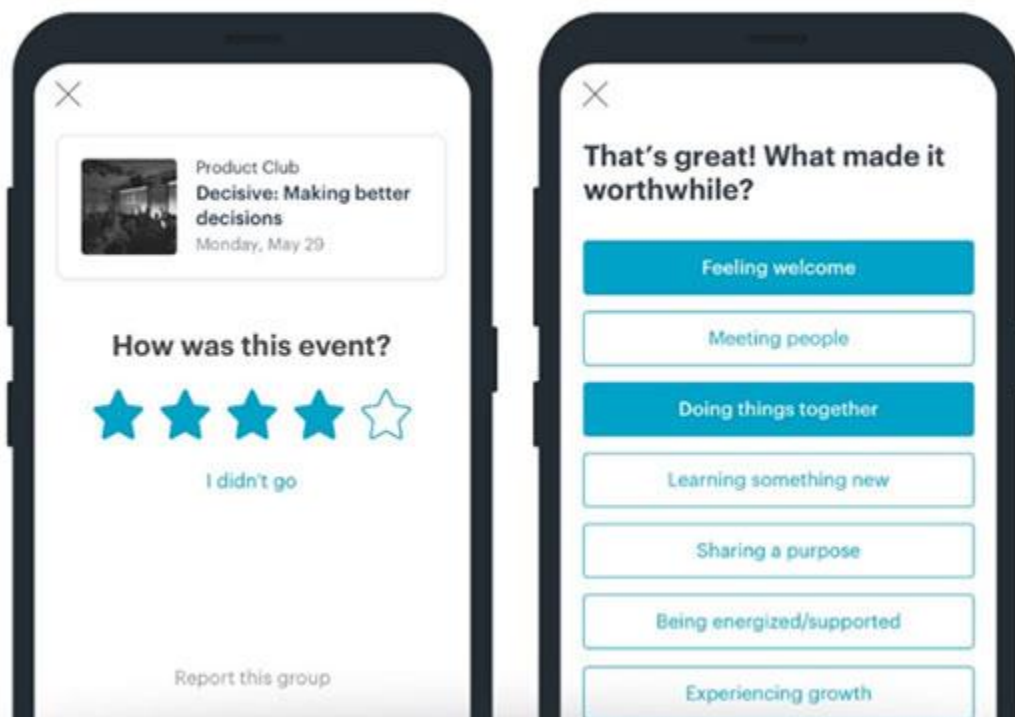 Product Club
Decisive: Making better
decisions
Monday, May 29
How was this event?
I didn't go
Report this group
That's great! What made it
worthwhile?
Feeling welcome
Meeting people
Doing things together
Learning something new
Sharing a purpose
Being energized/supported
Experiencing growth